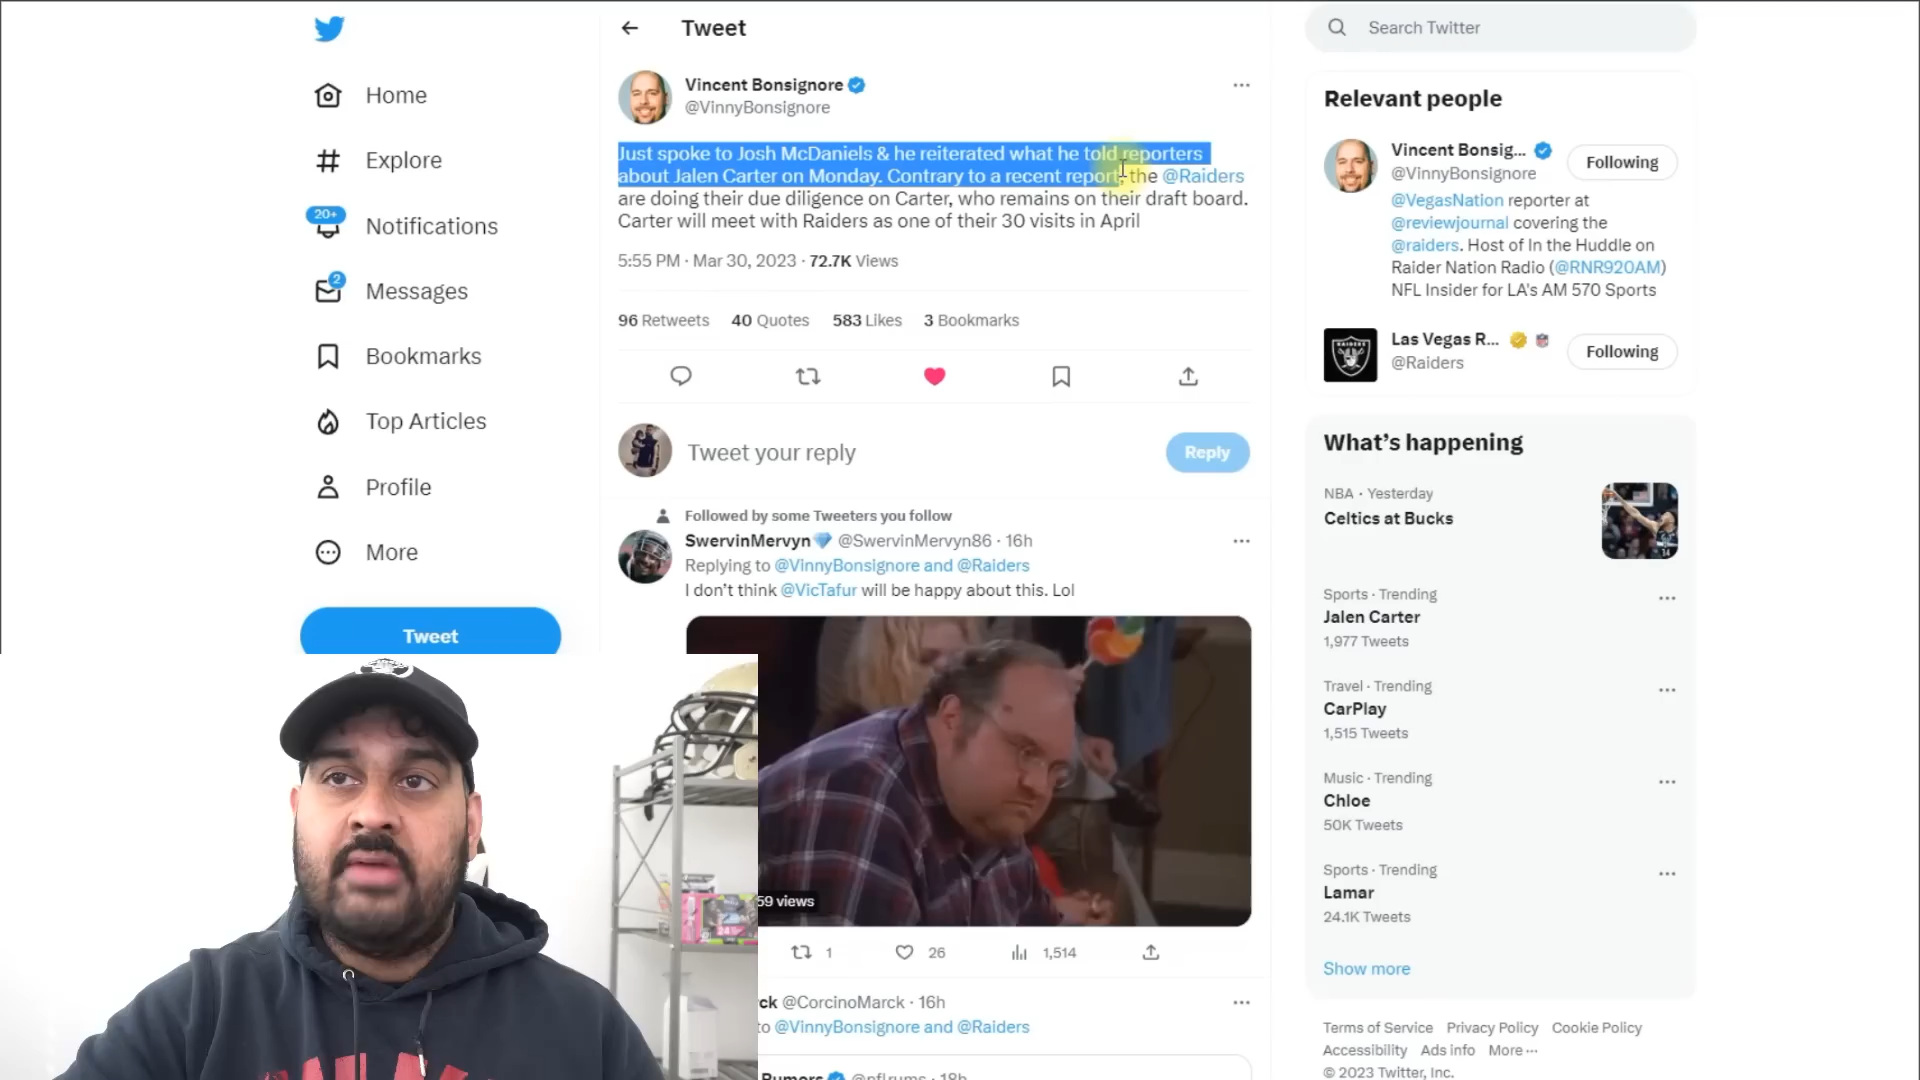 Tweet
Search Twitter
Home
Explore
20+
Notifications
2
Messages
Bookmarks
Top Articles
Profile
More
Tweet
Vincent Bonsignore
@VinnyBonsignore
Just spoke to Josh McDaniels & he reiterated what he told reporters
about Jalen Carter on Monday. Contrary to a recent report, the @Raiders
are doing their due diligence on Carter, who remains on their draft board.
Carter will meet with Raiders as one of their 30 visits in April
5:55 PM · Mar 30, 2023 · 72.7K Views
96 Retweets 40 Quotes 583 Likes 3 Bookmarks
Tweet your reply
Reply
Followed by some Tweeters you follow
SwervinMervyn @SwervinMervyn86 · 16h
Replying to @VinnyBonsignore and @Raiders
I don't think @VicTafur will be happy about this. Lol
59 views
1 26 1,514
ck @CorcinoMarck · 16h
to @VinnyBonsignore and @Raiders
Rumors @nflrums · 18h
Relevant people
Vincent Bonsig...
@VinnyBonsignore
Following
@VegasNation reporter at
@reviewjournal covering the
@raiders. Host of In the Huddle on
Raider Nation Radio (@RNR920AM)
NFL Insider for LA's AM 570 Sports
RAIDERS
Las Vegas R...
@Raiders
Following
What's happening
NBA · Yesterday
Celtics at Bucks
14
Sports · Trending
Jalen Carter
1,977 Tweets
Travel · Trending
CarPlay
1,515 Tweets
Music · Trending
Chloe
50K Tweets
Sports · Trending
Lamar
24.1K Tweets
Show more
Terms of Service Privacy Policy Cookie Policy
Accessibility Ads info More ···
© 2023 Twitter, Inc.